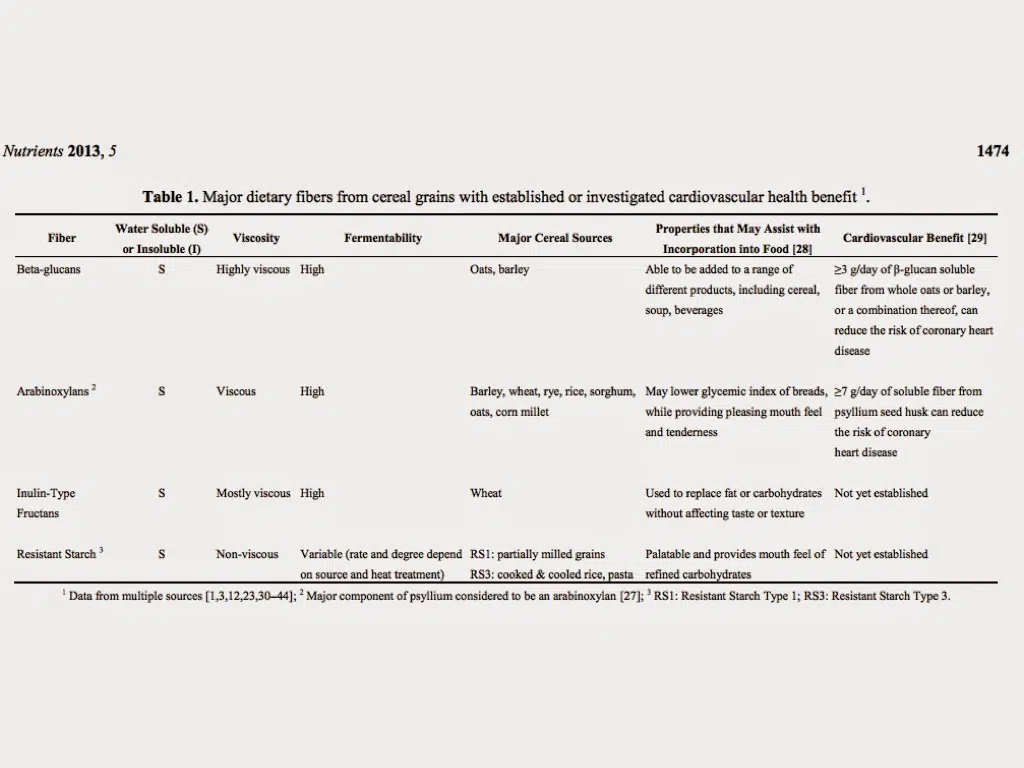 Nutrients 2013, 5 1474
Table 1. Major dietary fibers from cereal grains with established or investigated cardiovascular health benefit 1.
Fiber Water Soluble (S) or Insoluble (I) Viscosity Fermentability Major Cereal Sources Properties that May Assist with Incorporation into Food [28] Cardiovascular Benefit [29]
Beta-glucans S Highly viscous High Oats, barley Able to be added to a range of ≥3 g/day of β-glucan soluble
different products, including cereal, fiber from whole oats or barley,
soup, beverages or a combination thereof, can
reduce the risk of coronary heart
disease
Arabinoxylans 2 S Viscous High Barley, wheat, rye, rice, sorghum, May lower glycemic index of breads, ≥7 g/day of soluble fiber from
oats, corn millet while providing pleasing mouth feel psyllium seed husk can reduce
and tenderness the risk of coronary
heart disease
Inulin-Type S Mostly viscous High Wheat Used to replace fat or carbohydrates Not yet established
Fructans without affecting taste or texture
Resistant Starch 3 S Non-viscous Variable (rate and degree depend RS1: partially milled grains Palatable and provides mouth feel of Not yet established
on source and heat treatment) RS3: cooked & cooled rice, pasta refined carbohydrates
1 Data from multiple sources [1,3,12,23,30–44]; 2 Major component of psyllium considered to be an arabinoxylan [27]; 3 RS1: Resistant Starch Type 1; RS3: Resistant Starch Type 3.